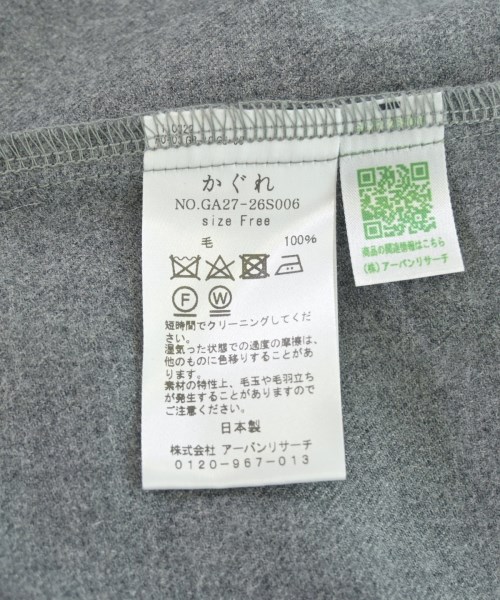 かぐれ
NO.GA27-26S006
size Free
毛 100%
F W
短時間でクリーニングしてくだ
さい。
湿気った状態での過度の摩擦は、
他のものに色移りすることがあ
ります。
素材の特性上、毛玉や毛羽立ち
が発生することがありますので
ご注意ください。
日本製
株式会社 アーバンリサーチ
0120-967-013
商品の関連情報はこちら
(株)アーバンリサーチ